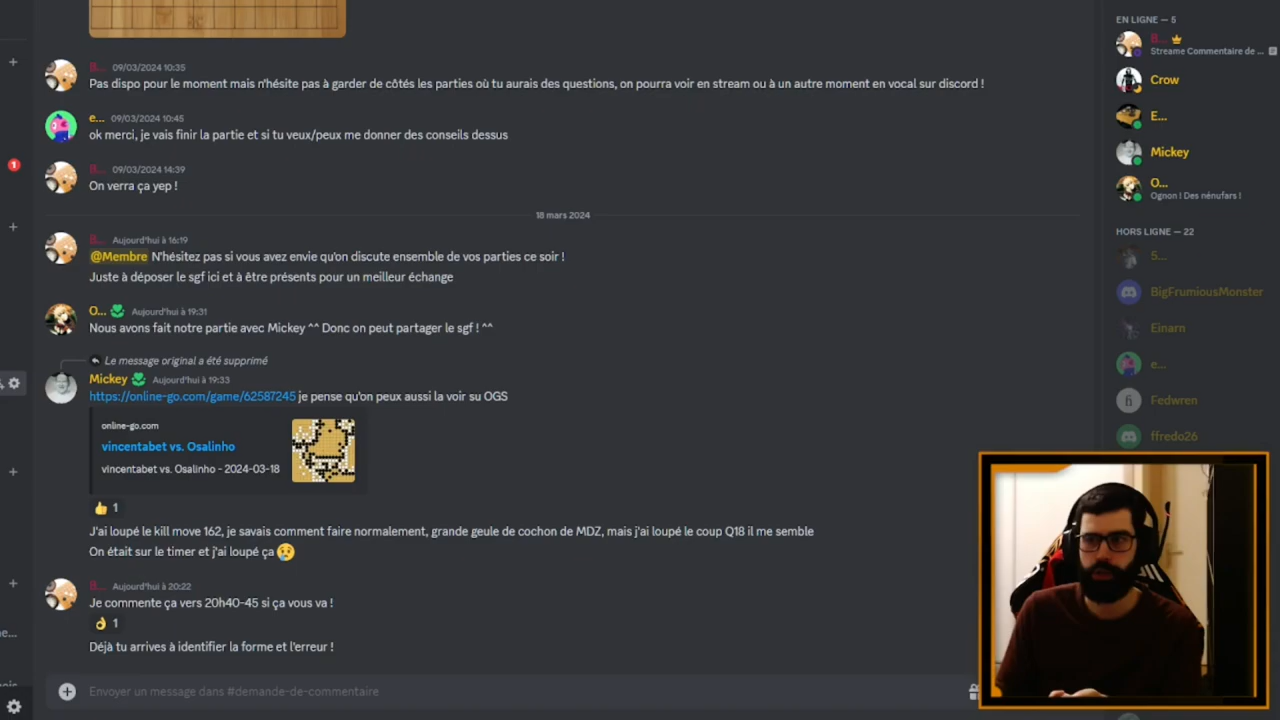 B... 09/03/2024 10:35
Pas dispo pour le moment mais n'hésite pas à garder de côtés les parties où tu aurais des questions, on pourra voir en stream ou à un autre moment en vocal sur discord !
e... 09/03/2024 10:45
ok merci, je vais finir la partie et si tu veux/peux me donner des conseils dessus
B... 09/03/2024 14:39
On verra ça yep !
18 mars 2024
B... Aujourd'hui à 16:19
@Membre N'hésitez pas si vous avez envie qu'on discute ensemble de vos parties ce soir !
Juste à déposer le sgf ici et à être présents pour un meilleur échange
O... Aujourd'hui à 19:31
Nous avons fait notre partie avec Mickey ^^ Donc on peut partager le sgf ! ^^
Le message original a été supprimé
Mickey Aujourd'hui à 19:33
https://online-go.com/game/62587245 je pense qu'on peux aussi la voir su OGS
online-go.com
vincentabet vs. Osalinho
vincentabet vs. Osalinho - 2024-03-18
1
J'ai loupé le kill move 162, je savais comment faire normalement, grande geule de cochon de MDZ, mais j'ai loupé le coup Q18 il me semble
On était sur le timer et j'ai loupé ça
B... Aujourd'hui à 20:22
Je commente ça vers 20h40-45 si ça vous va !
1
Déjà tu arrives à identifier la forme et l'erreur !
Envoyer un message dans #demande-de-commentaire
1
EN LIGNE — 5
B...
Streame Commentaire de ...
Crow
E...
Mickey
O...
Ognon ! Des nénufars !
HORS LIGNE — 22
5...
BigFrumiousMonster
Einarn
e...
fi Fedwren
ffredo26